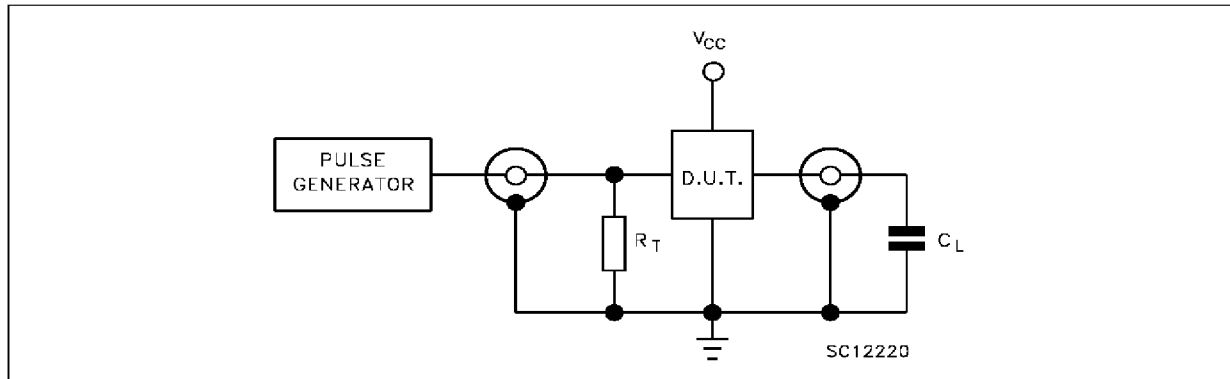 VCC
PULSE
GENERATOR
D.U.T.
RT
CL
SC12220